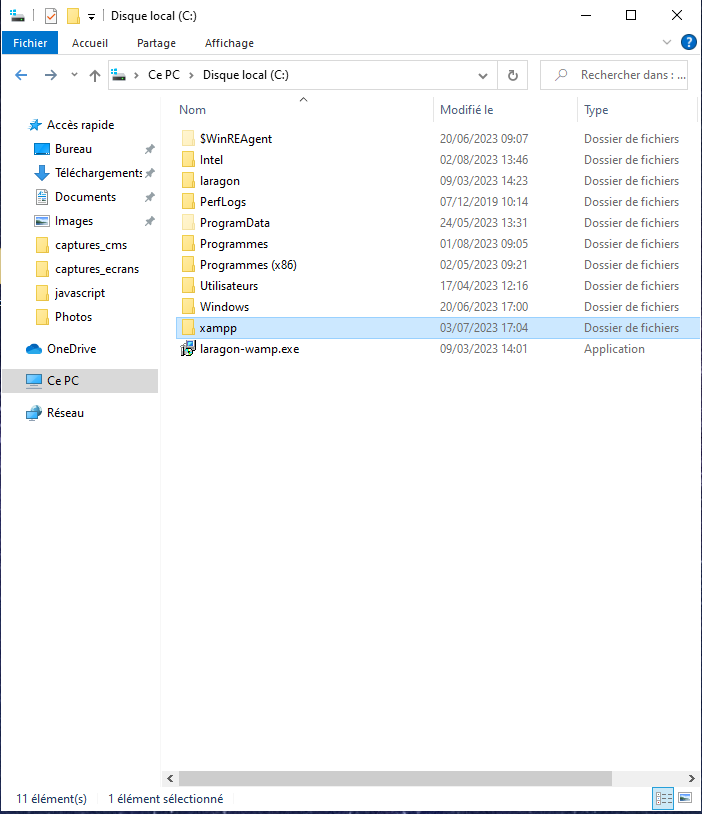 Disque local (C:)
Fichier Accueil Partage Affichage
Ce PC Disque local (C:) Rechercher dans : ...
Nom Modifié le Type
Accès rapide
Bureau
Téléchargements
Documents
Images
captures_cms
captures_ecrans
javascript
Photos
OneDrive
Ce PC
Réseau
$WinREAgent 20/06/2023 09:07 Dossier de fichiers
Intel 02/08/2023 13:46 Dossier de fichiers
laragon 09/03/2023 14:23 Dossier de fichiers
PerfLogs 07/12/2019 10:14 Dossier de fichiers
ProgramData 24/05/2023 13:31 Dossier de fichiers
Programmes 01/08/2023 09:05 Dossier de fichiers
Programmes (x86) 02/05/2023 09:21 Dossier de fichiers
Utilisateurs 17/04/2023 12:16 Dossier de fichiers
Windows 20/06/2023 17:00 Dossier de fichiers
xampp 03/07/2023 17:04 Dossier de fichiers
laragon-wamp.exe 09/03/2023 14:01 Application
11 élément(s) 1 élément sélectionné